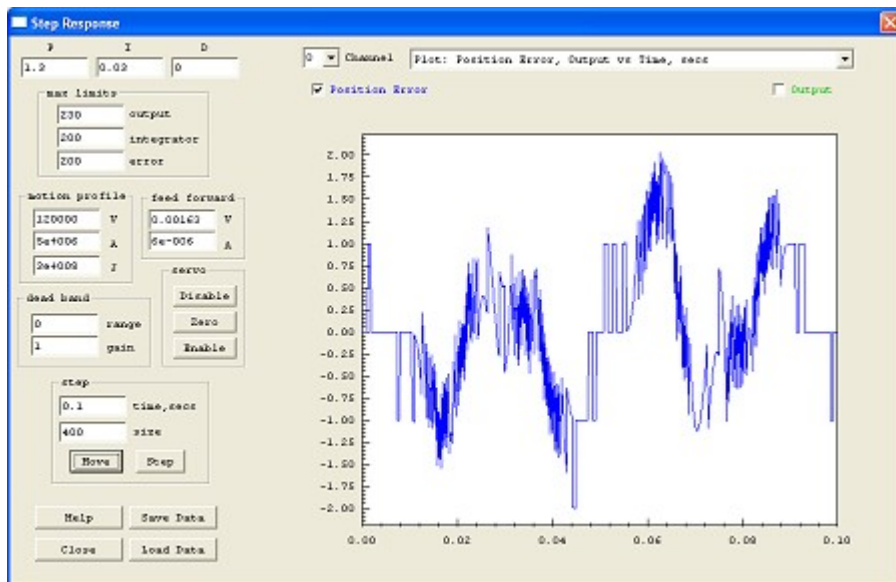 Step Response
P I D
1.2 0.02 0
max limits
230 output
200 integrator
200 error
motion profile
120000 V
5e+006 A
2e+008 J
feed forward
0.00163 V
6e-006 A
servo
Disable
Zero
Enable
dead band
0 range
1 gain
step
0.1 time,secs
400 size
Move Step
Help Save Data
Close Load Data
0 Channel Plot: Position Error, Output vs Time, secs
Position Error Output
2.00
1.75
1.50
1.25
1.00
0.75
0.50
0.25
0.00
-0.25
-0.50
-0.75
-1.00
-1.25
-1.50
-1.75
-2.00
0.00 0.02 0.04 0.06 0.08 0.10